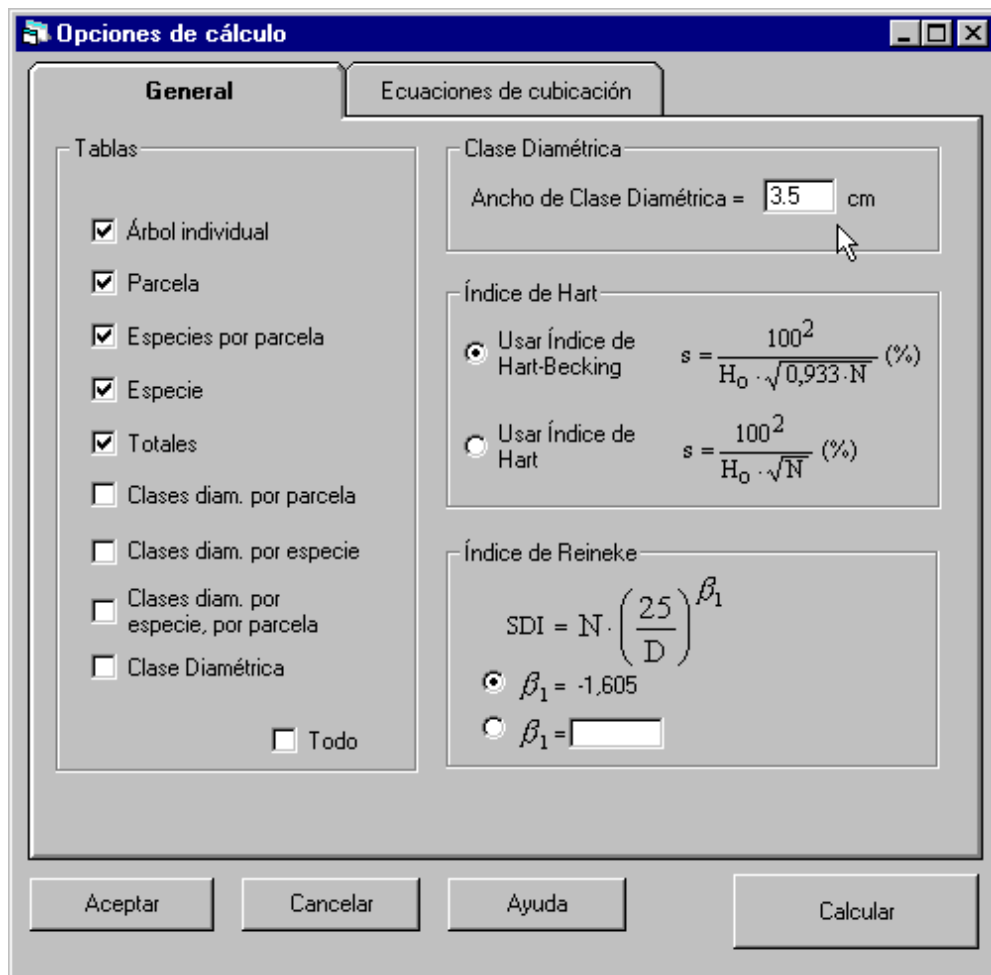 Opciones de cálculo
General
Ecuaciones de cubicación
Tablas
Árbol individual
Parcela
Especies por parcela
Especie
Totales
Clases diam. por parcela
Clases diam. por especie
Clases diam. por
especie, por parcela
Clase Diamétrica
Todo
Clase Diamétrica
Ancho de Clase Diamétrica = 3.5 cm
Índice de Hart
Usar Índice de
Hart-Becking
s = 100² / (H₀ · √(0,933·N)) (%)
Usar Índice de
Hart
s = 100² / (H₀ · √N) (%)
Índice de Reineke
SDI = N · (25 / D)^β₁
β₁ = -1,605
β₁ =
Aceptar
Cancelar
Ayuda
Calcular